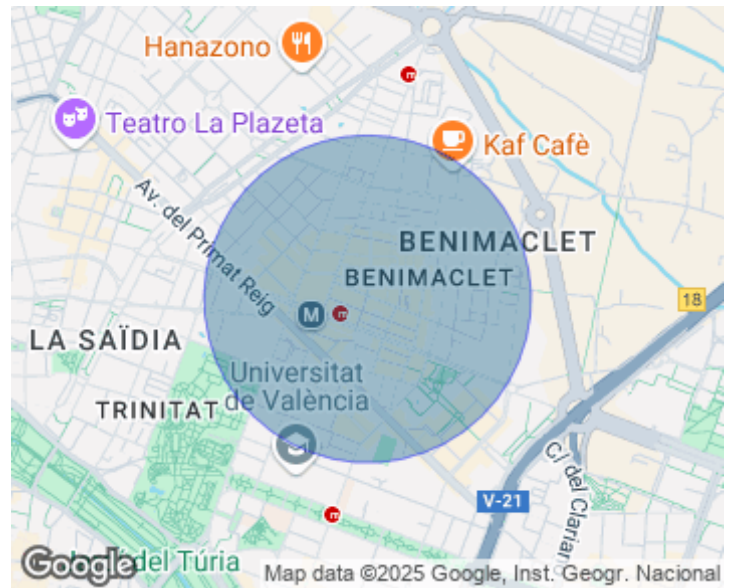 Hanazono
Teatro La Plazeta
Kaf Cafè
Av. del Primat Reig
BENIMACLET
BENIMACLET
18
M
LA SAÏDIA
Universitat
de València
TRINITAT
V-21
C/ del Clarian
del Túria
Google
Map data ©2025 Google, Inst. Geogr. Nacional